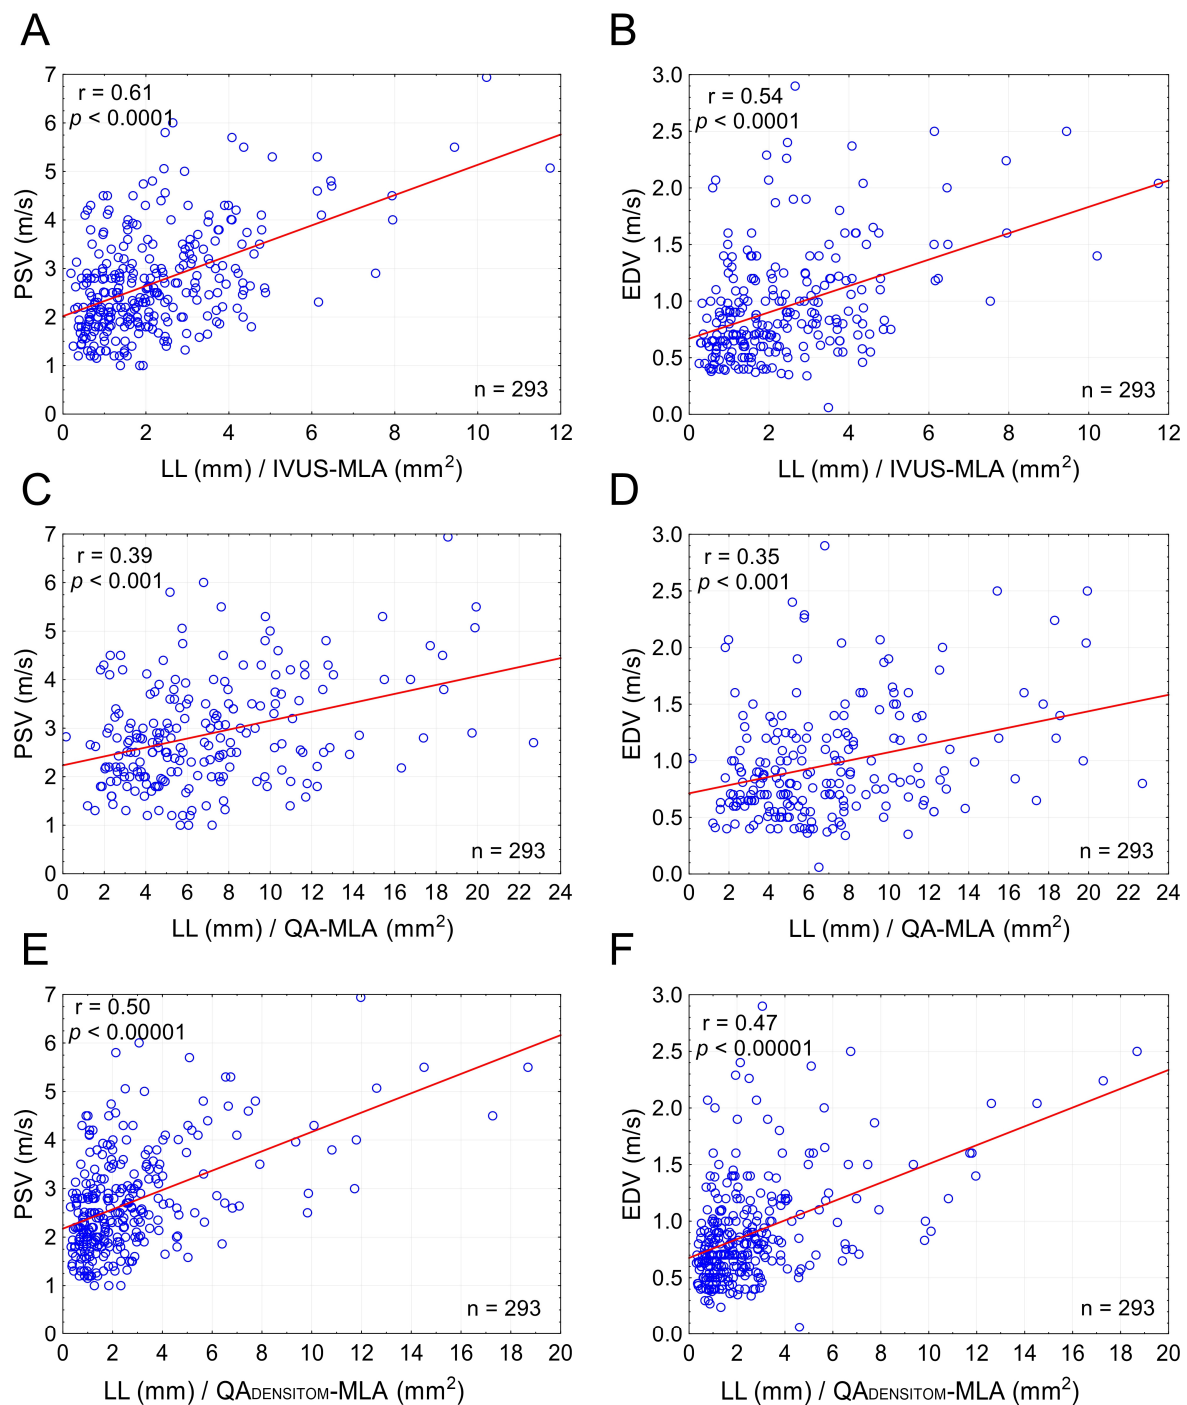 A
7
6
5
4
3
2
1
0
PSV (m/s)
r = 0.61
p < 0.0001
n = 293
0 2 4 6 8 10 12
LL (mm) / IVUS-MLA (mm²)
B
3.0
2.5
2.0
1.5
1.0
0.5
0.0
EDV (m/s)
r = 0.54
p < 0.0001
n = 293
0 2 4 6 8 10 12
LL (mm) / IVUS-MLA (mm²)
C
7
6
5
4
3
2
1
0
PSV (m/s)
r = 0.39
p < 0.001
n = 293
0 2 4 6 8 10 12 14 16 18 20 22 24
LL (mm) / QA-MLA (mm²)
D
3.0
2.5
2.0
1.5
1.0
0.5
0.0
EDV (m/s)
r = 0.35
p < 0.001
n = 293
0 2 4 6 8 10 12 14 16 18 20 22 24
LL (mm) / QA-MLA (mm²)
E
7
6
5
4
3
2
1
0
PSV (m/s)
r = 0.50
p < 0.00001
n = 293
0 2 4 6 8 10 12 14 16 18 20
LL (mm) / QADENSITOM-MLA (mm²)
F
3.0
2.5
2.0
1.5
1.0
0.5
0.0
EDV (m/s)
r = 0.47
p < 0.00001
n = 293
0 2 4 6 8 10 12 14 16 18 20
LL (mm) / QADENSITOM-MLA (mm²)